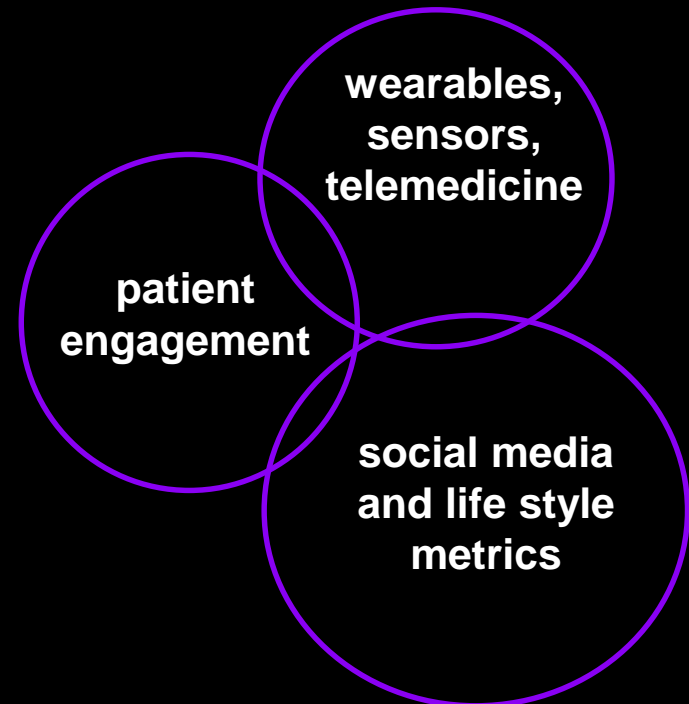 wearables,
sensors,
telemedicine
patient
engagement
social media
and life style
metrics